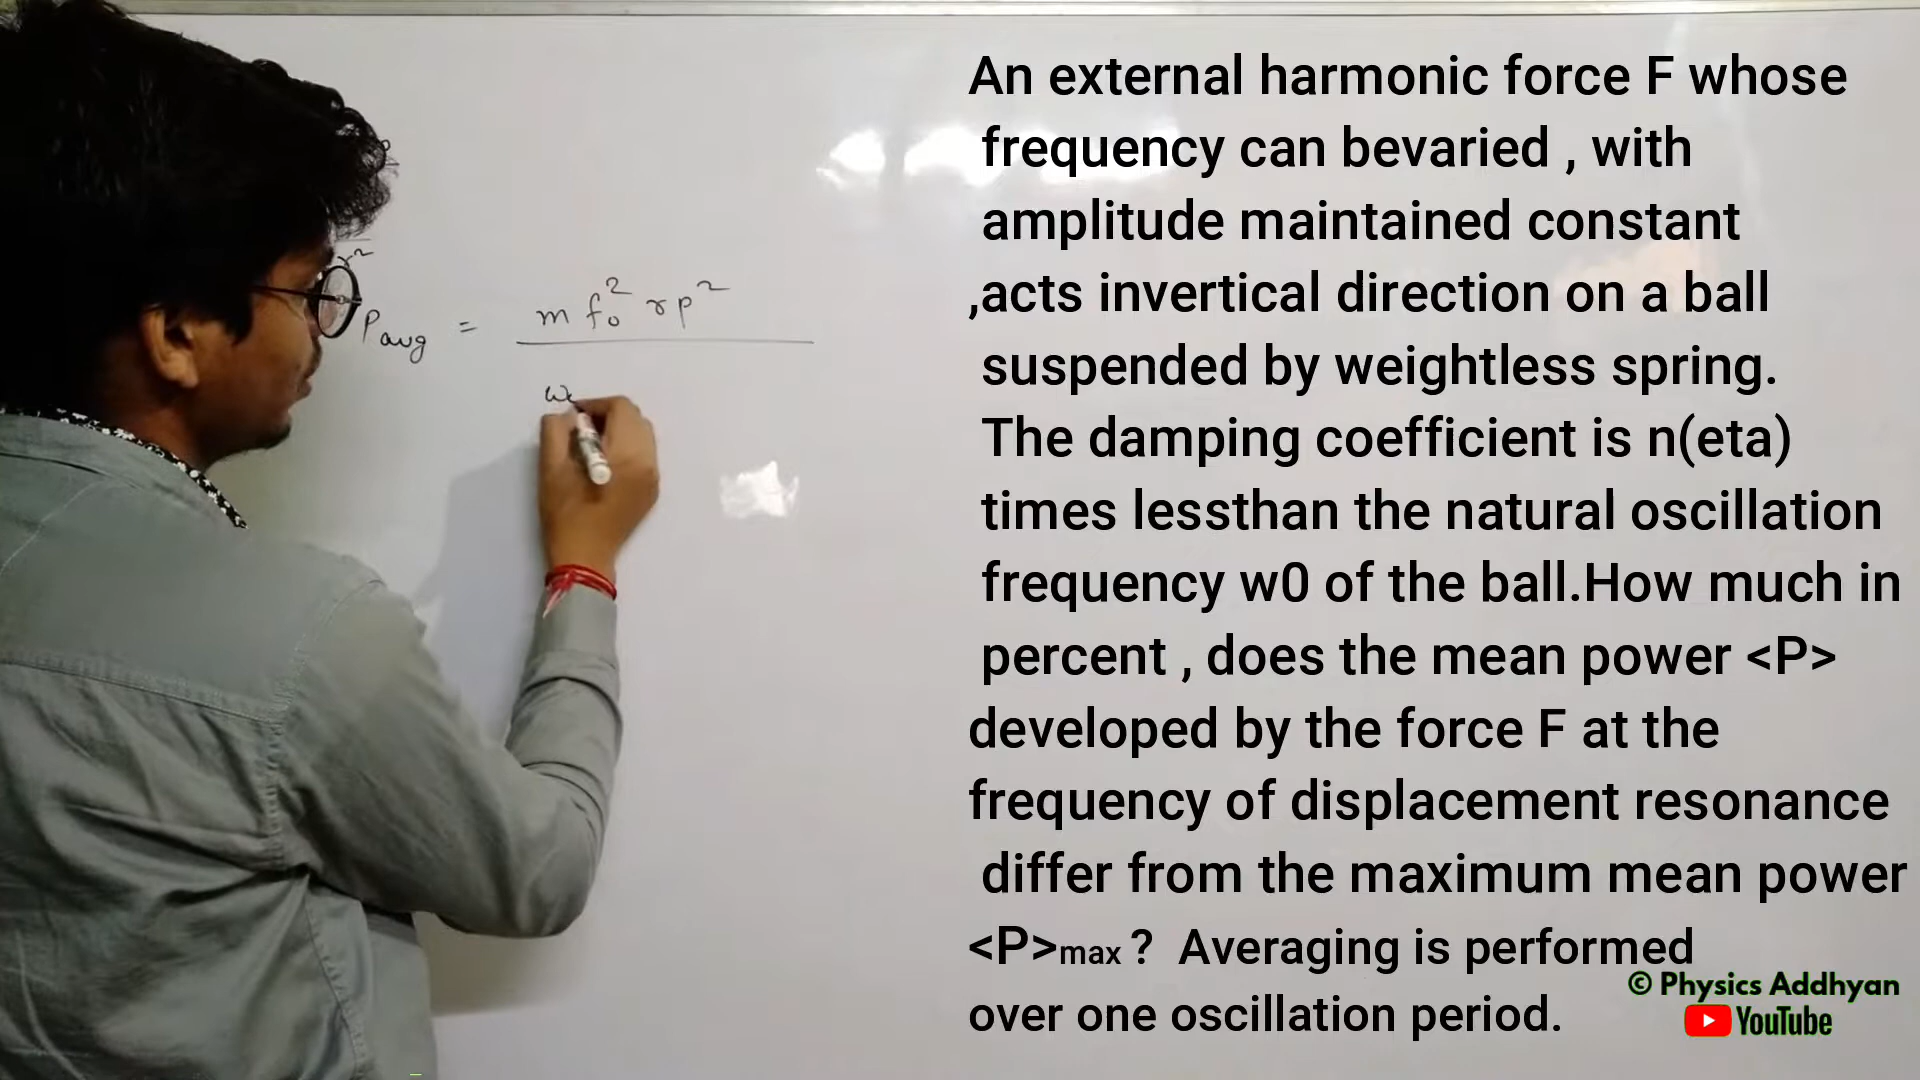 An external harmonic force F whose
frequency can bevaried , with
amplitude maintained constant
,acts invertical direction on a ball
suspended by weightless spring.
The damping coefficient is n(eta)
times lessthan the natural oscillation
frequency w0 of the ball.How much in
percent , does the mean power <P>
developed by the force F at the
frequency of displacement resonance
differ from the maximum mean power
<P>max ? Averaging is performed
over one oscillation period.
© Physics Addhyan
YouTube
r²
Pavg = m f₀² r p²